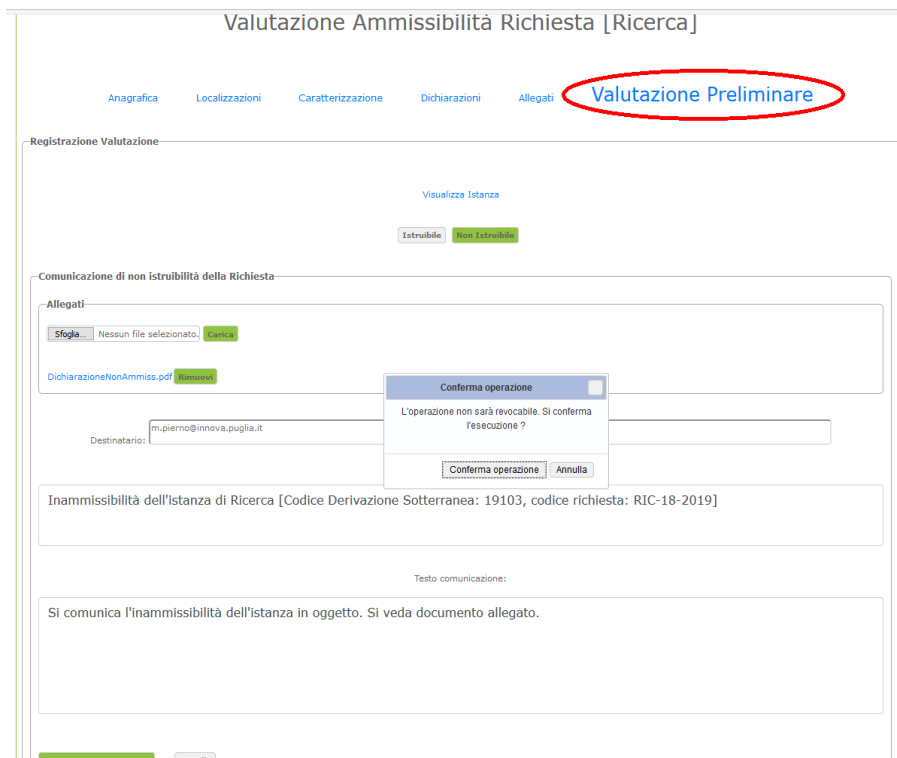 Valutazione Ammissibilità Richiesta [Ricerca]
Anagrafica Localizzazioni Caratterizzazione Dichiarazioni Allegati Valutazione Preliminare
Registrazione Valutazione
Visualizza Istanza
Istruibile Non Istruibile
Comunicazione di non istruibilità della Richiesta
Allegati
Sfoglia... Nessun file selezionato. Carica
DichiarazioneNonAmmiss.pdf Rimuovi
Conferma operazione
L'operazione non sarà revocabile. Si conferma
l'esecuzione ?
Conferma operazione Annulla
Destinatario: m.pierno@innova.puglia.it
Inammissibilità dell'istanza di Ricerca [Codice Derivazione Sotterranea: 19103, codice richiesta: RIC-18-2019]
Testo comunicazione:
Si comunica l'inammissibilità dell'istanza in oggetto. Si veda documento allegato.